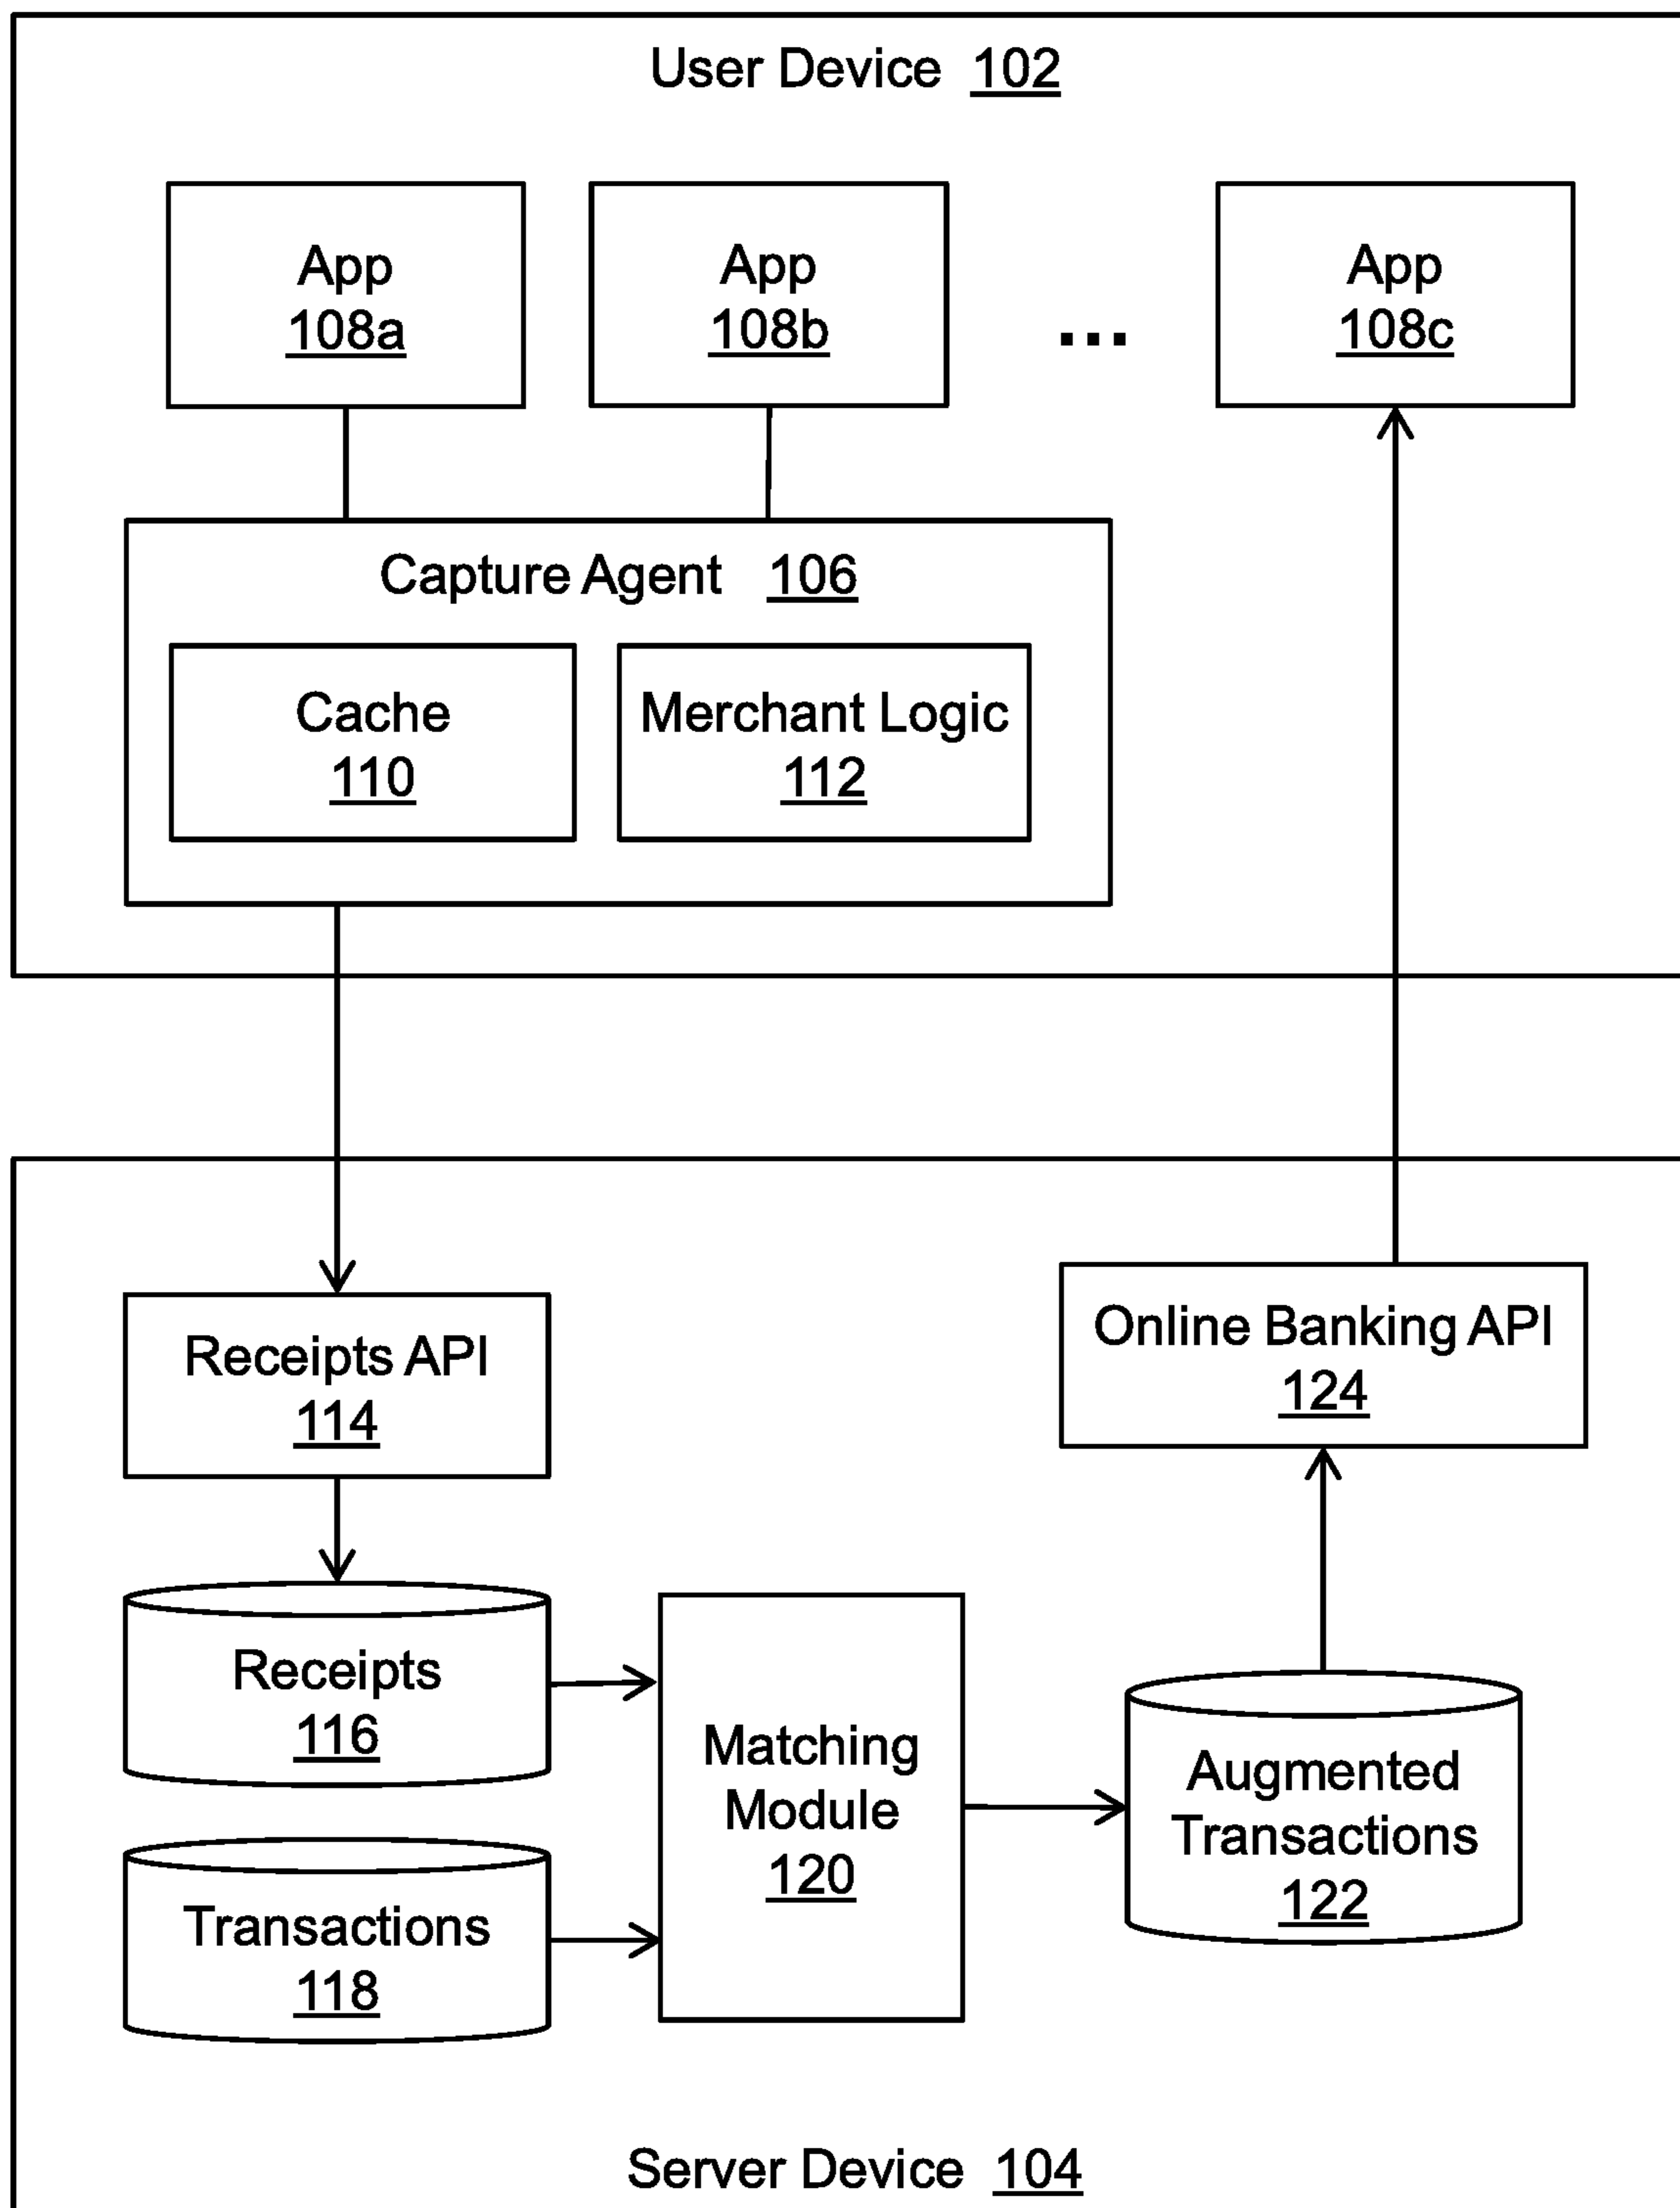 User Device 102
App
108a
App
108b
...
App
108c
Capture Agent 106
Cache
110
Merchant Logic
112
Receipts API
114
Online Banking API
124
Receipts
116
Matching
Module
120
Augmented
Transactions
122
Transactions
118
Server Device 104